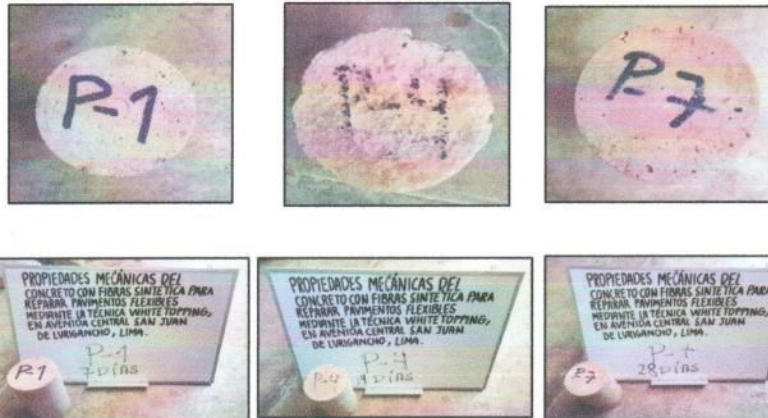 P-1
P-4
P-7
PROPIEDADES MECÁNICAS DEL
CONCRETO CON FIBRAS SINTETICA PARA
REPARAR PAVIMENTOS FLEXIBLES
MEDIANTE LA TÉCNICA WHITE TOPPING,
EN AVENIDA CENTRAL SAN JUAN
DE LURIGANCHO, LIMA.
P-1
7 DÍAS
P-1
PROPIEDADES MECÁNICAS DEL
CONCRETO CON FIBRAS SINTETICA PARA
REPARAR PAVIMENTOS FLEXIBLES
MEDIANTE LA TÉCNICA WHITE TOPPING,
EN AVENIDA CENTRAL SAN JUAN
DE LURIGANCHO, LIMA.
P-4
DÍAS
P-4
PROPIEDADES MECÁNICAS DEL
CONCRETO CON FIBRAS SINTETICA PARA
REPARAR PAVIMENTOS FLEXIBLES
MEDIANTE LA TÉCNICA WHITE TOPPING,
EN AVENIDA CENTRAL SAN JUAN
DE LURIGANCHO, LIMA.
P-7
28 DÍAS
P-7